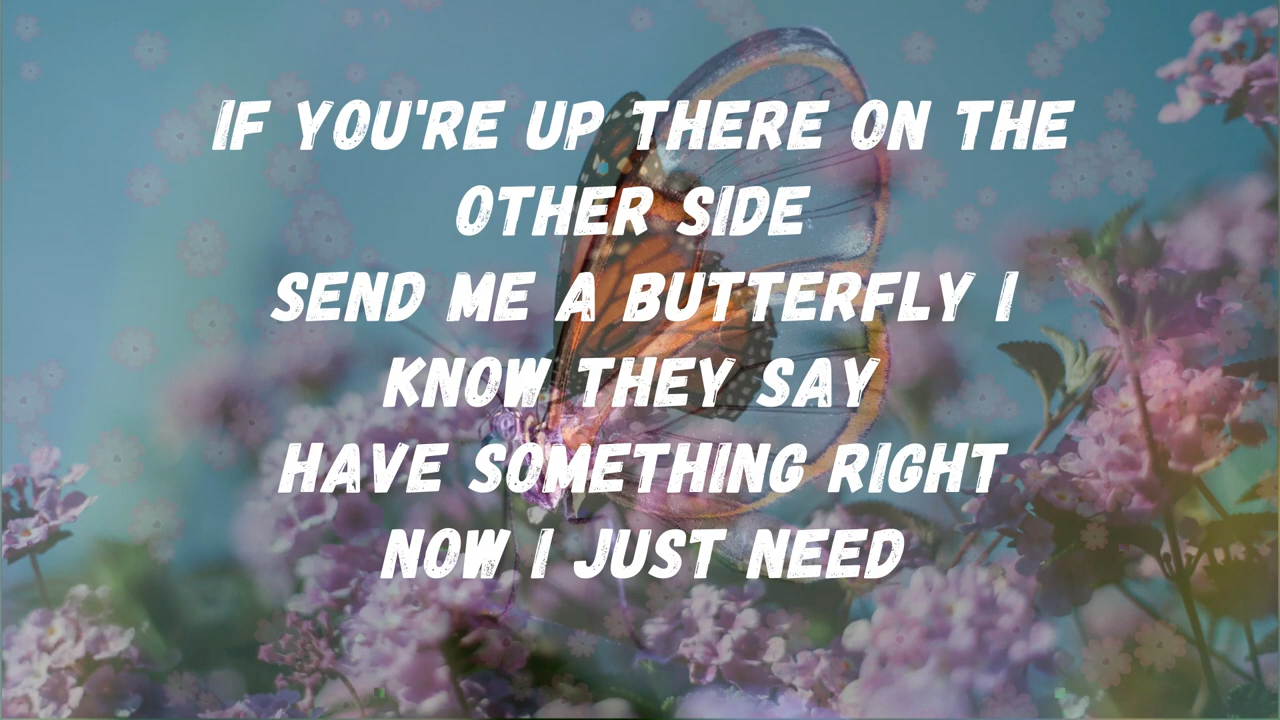 IF YOU'RE UP THERE ON THE
OTHER SIDE
SEND ME A BUTTERFLY I
KNOW THEY SAY
HAVE SOMETHING RIGHT
NOW I JUST NEED